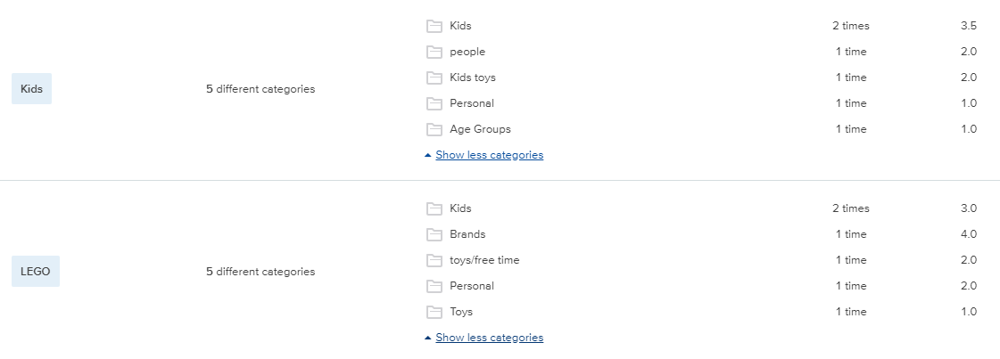 Kids 2 times 3.5
people 1 time 2.0
Kids toys 1 time 2.0
Kids 5 different categories
Personal 1 time 1.0
Age Groups 1 time 1.0
Show less categories
Kids 2 times 3.0
Brands 1 time 4.0
toys/free time 1 time 2.0
LEGO 5 different categories
Personal 1 time 2.0
Toys 1 time 1.0
Show less categories